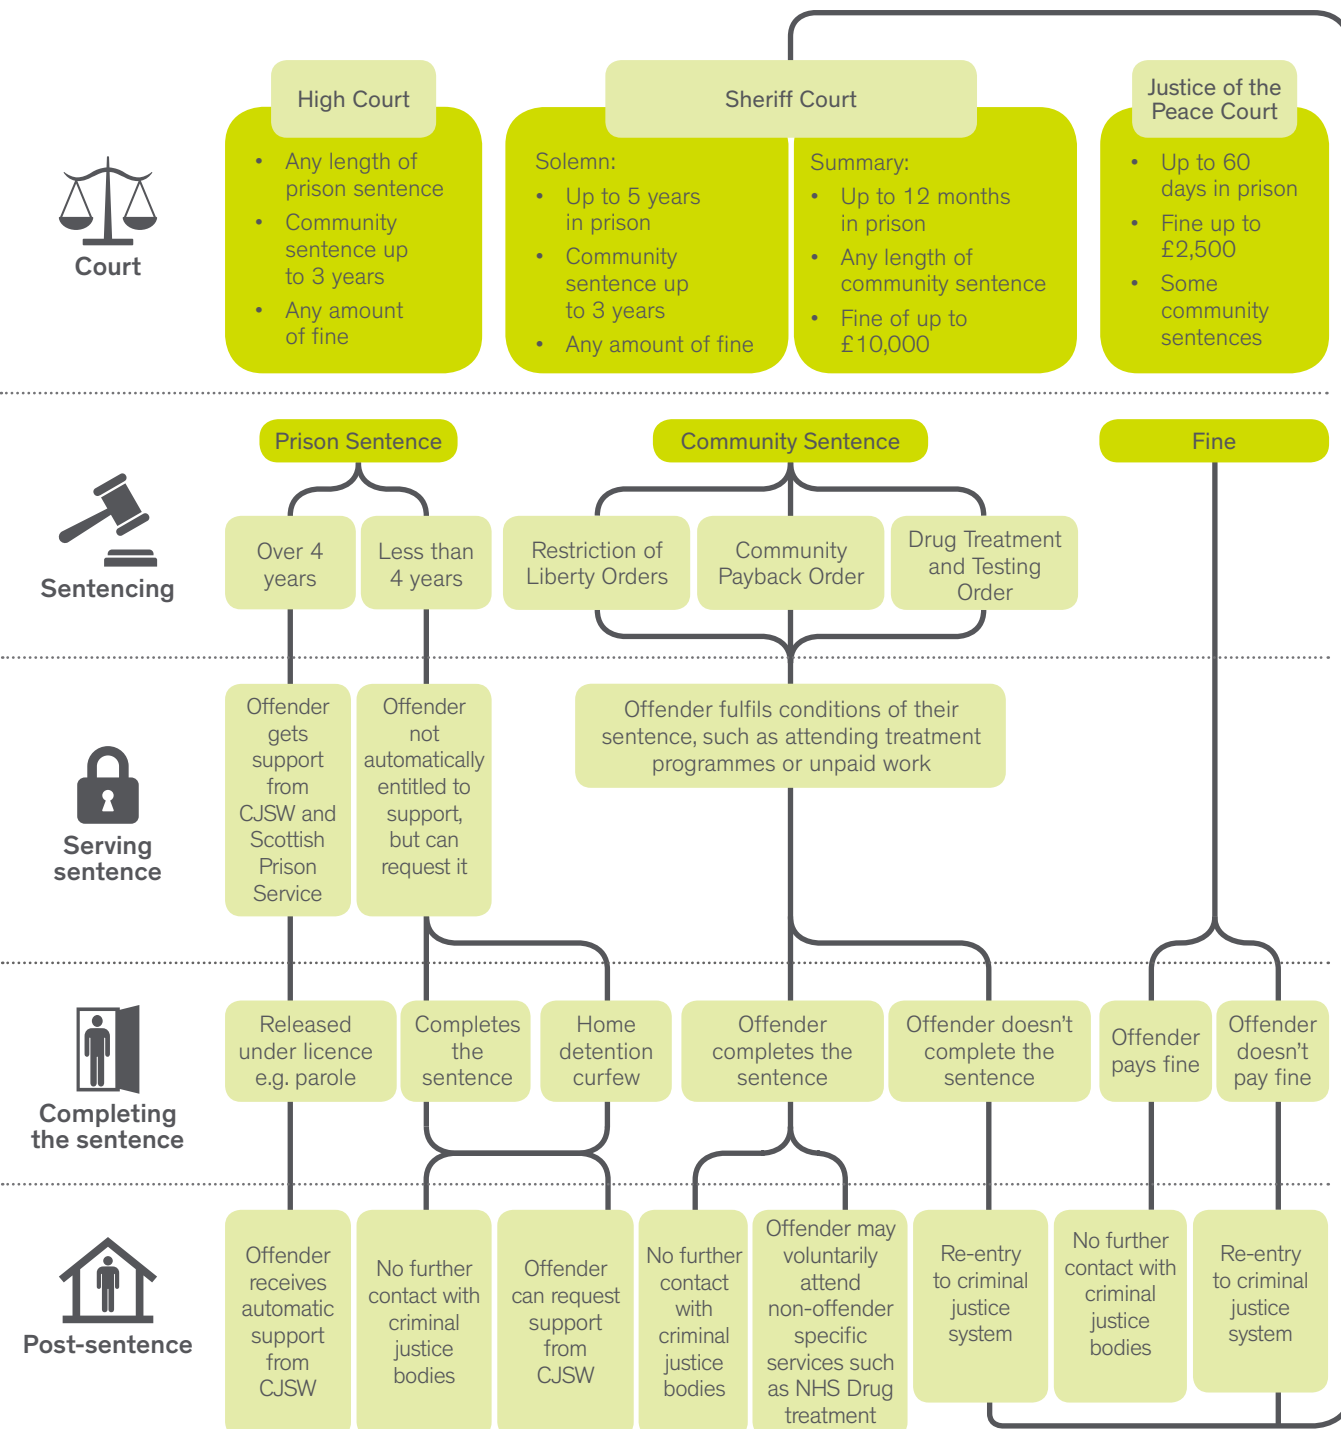 High Court
Sheriff Court
Justice of the
Peace Court
Court
• Any length of
prison sentence
• Community
sentence up
to 3 years
• Any amount
of fine
Solemn:
• Up to 5 years
in prison
• Community
sentence up
to 3 years
• Any amount of fine
Summary:
• Up to 12 months
in prison
• Any length of
community sentence
• Fine of up to
£10,000
• Up to 60
days in prison
• Fine up to
£2,500
• Some
community
sentences
Sentencing
Prison Sentence
Community Sentence
Fine
Over 4
years
Less than
4 years
Restriction of
Liberty Orders
Community
Payback Order
Drug Treatment
and Testing
Order
Serving
sentence
Offender
gets
support
from
CJSW and
Scottish
Prison
Service
Offender
not
automatically
entitled to
support,
but can
request it
Offender fulfils conditions of their
sentence, such as attending treatment
programmes or unpaid work
Completing
the sentence
Released
under licence
e.g. parole
Completes
the
sentence
Home
detention
curfew
Offender
completes the
sentence
Offender doesn't
complete the
sentence
Offender
pays fine
Offender
doesn't
pay fine
Post-sentence
Offender
receives
automatic
support
from
CJSW
No further
contact with
criminal
justice
bodies
Offender
can request
support
from
CJSW
No further
contact
with
criminal
justice
bodies
Offender may
voluntarily
attend
non-offender
specific
services such
as NHS Drug
treatment
Re-entry
to criminal
justice
system
No further
contact with
criminal
justice
bodies
Re-entry
to criminal
justice
system